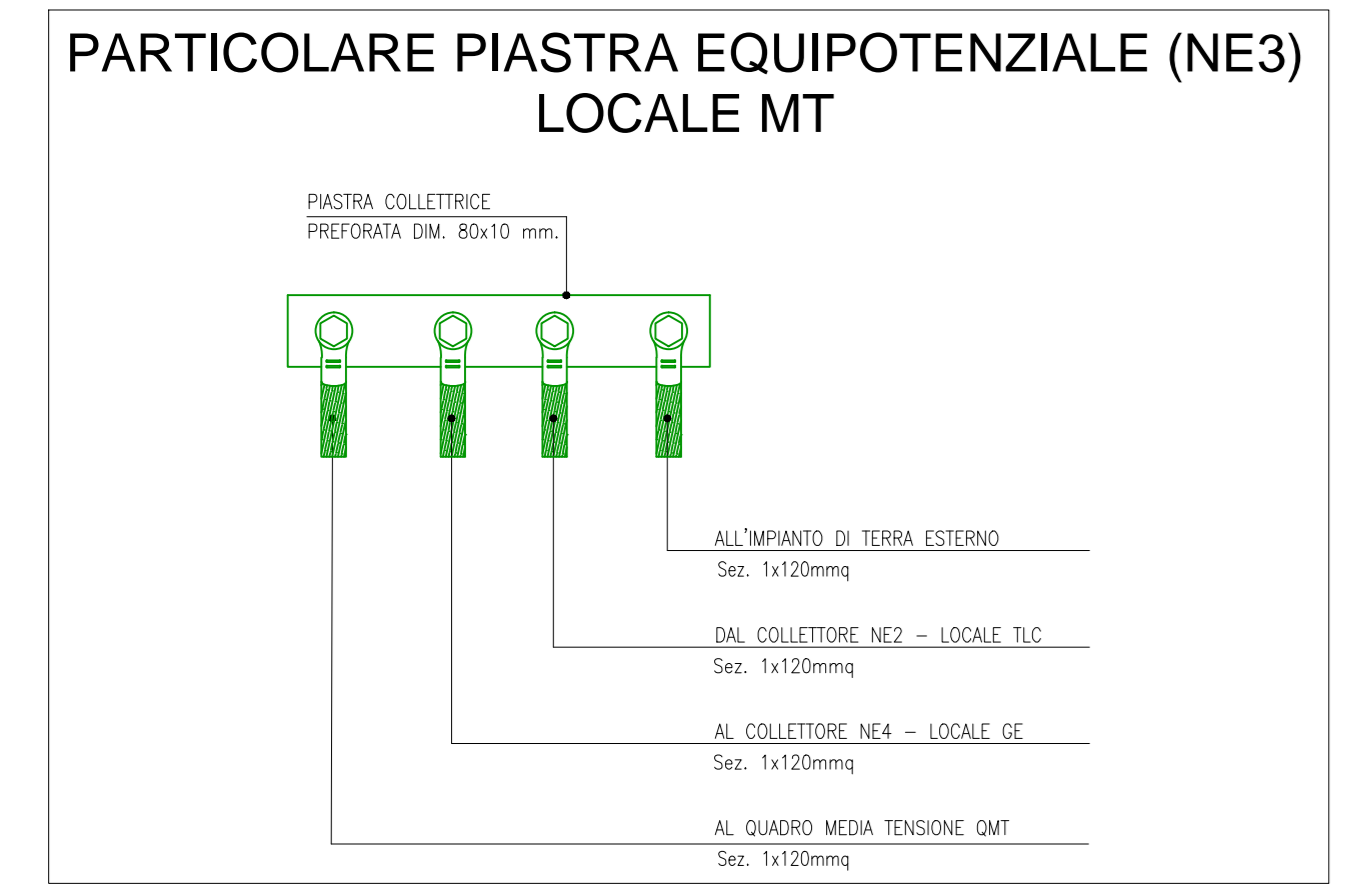 PARTICOLARE PIASTRA EQUIPOTENZIALE (NE3)
LOCALE MT
PIASTRA COLLETTRICE
PREFORATA DIM. 80x10 mm.
ALL'IMPIANTO DI TERRA ESTERNO
Sez. 1x120mmq
DAL COLLETTORE NE2 – LOCALE TLC
Sez. 1x120mmq
AL COLLETTORE NE4 – LOCALE GE
Sez. 1x120mmq
AL QUADRO MEDIA TENSIONE QMT
Sez. 1x120mmq